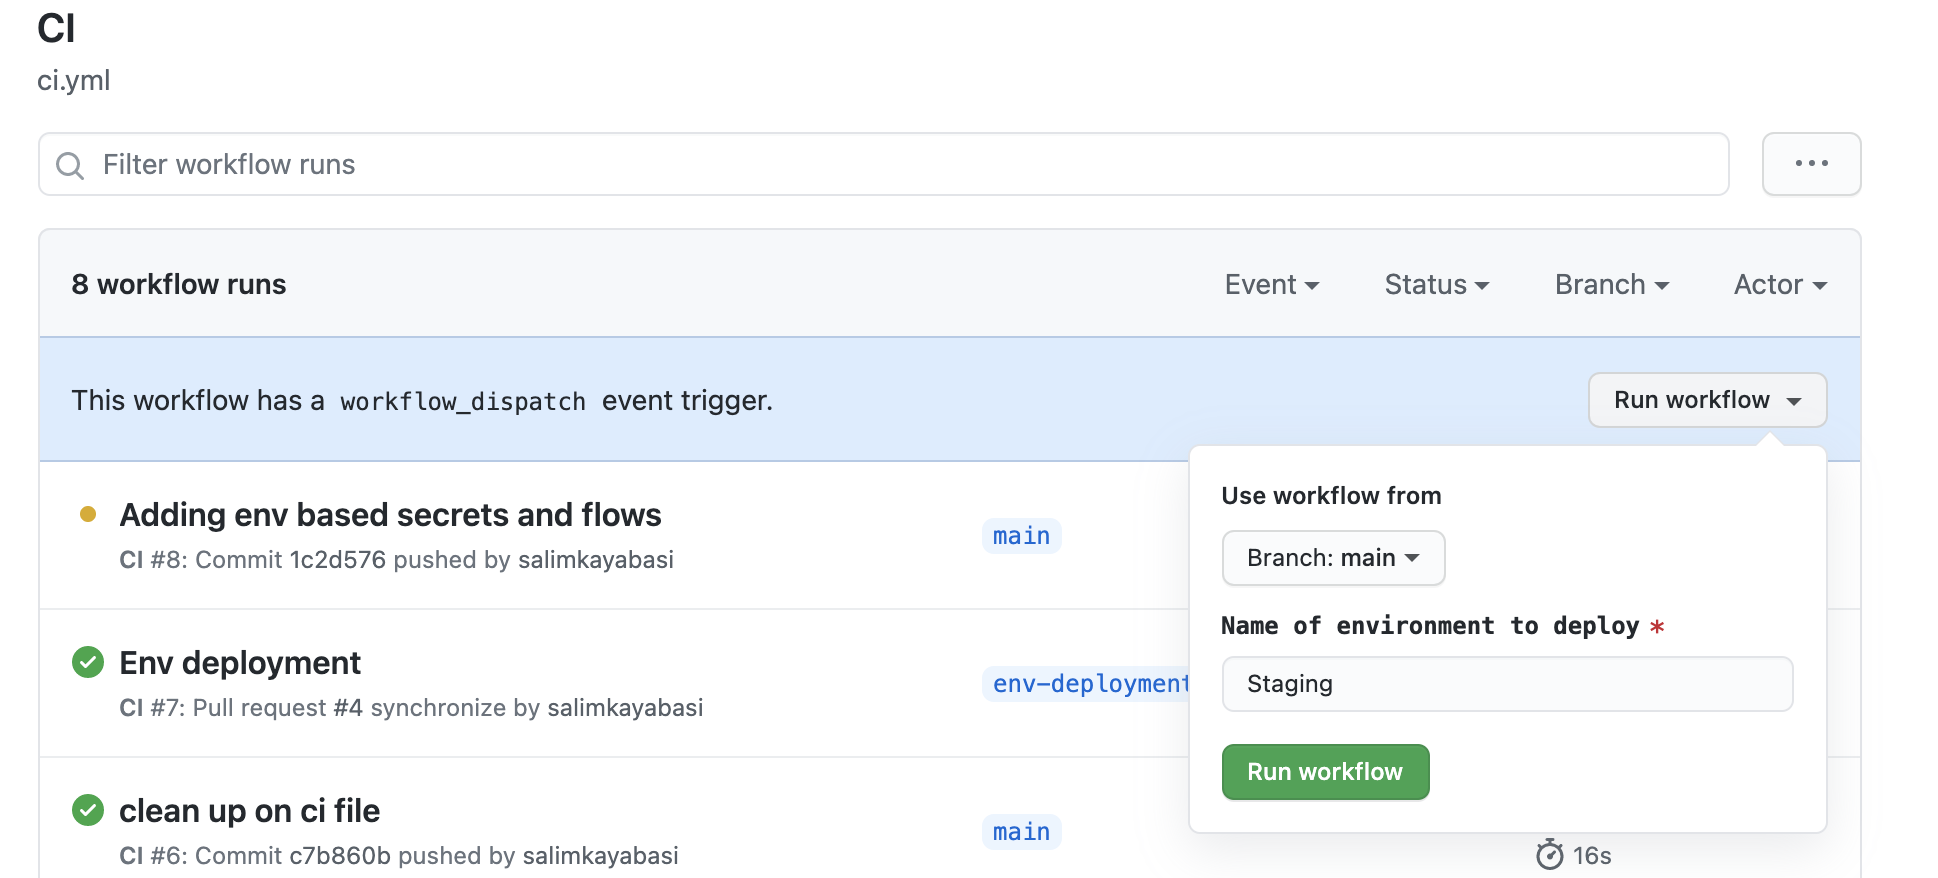 CI
ci.yml
Filter workflow runs
8 workflow runs
Event
Status
Branch
Actor
This workflow has a workflow_dispatch event trigger.
Run workflow
Use workflow from
Branch: main
Name of environment to deploy *
Staging
Run workflow
Adding env based secrets and flows
main
CI #8: Commit 1c2d576 pushed by salimkayabasi
Env deployment
env-deployment
CI #7: Pull request #4 synchronize by salimkayabasi
clean up on ci file
main
CI #6: Commit c7b860b pushed by salimkayabasi
16s